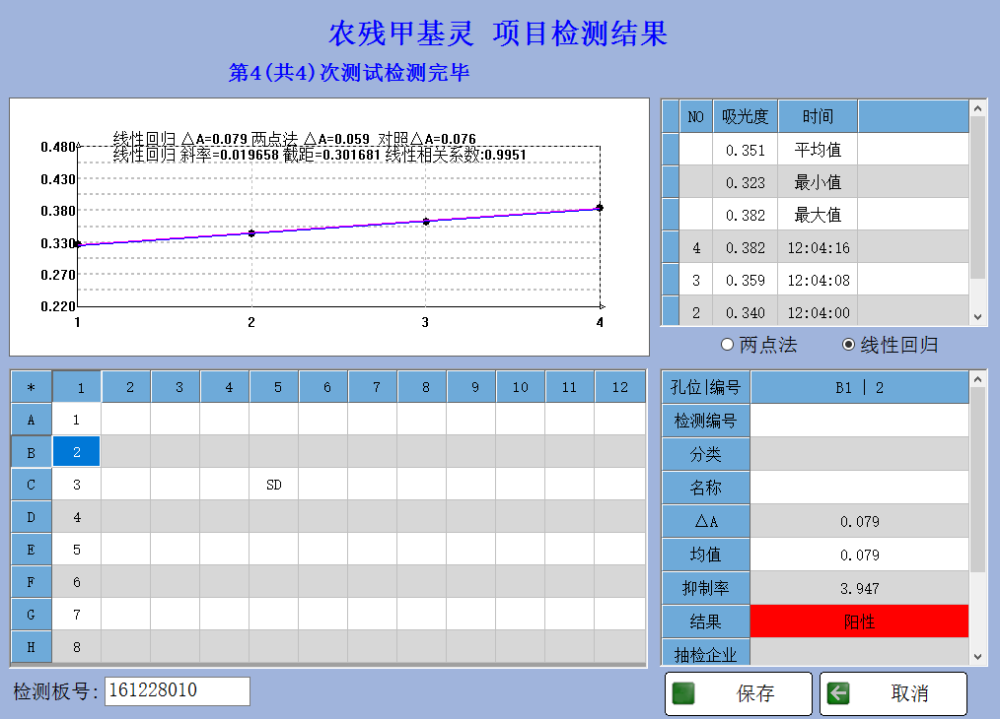 农残甲基灵 项目检测结果
第4(共4)次测试检测完毕
线性回归 △A=0.079 两点法 △A=0.059 对照△A=0.076
线性回归 斜率=0.019658 截距=0.301681 线性相关系数:0.9951
0.480
0.430
0.380
0.330
0.270
0.220
1 2 3 4
NO 吸光度 时间
0.351 平均值
0.323 最小值
0.382 最大值
4 0.382 12:04:16
3 0.359 12:04:08
2 0.340 12:04:00
两点法 线性回归
* 1 2 3 4 5 6 7 8 9 10 11 12
A 1
B 2
C 3 SD
D 4
E 5
F 6
G 7
H 8
孔位|编号 B1 | 2
检测编号
分类
名称
△A 0.079
均值 0.079
抑制率 3.947
结果 阳性
抽检企业
检测板号: 161228010
保存 取消